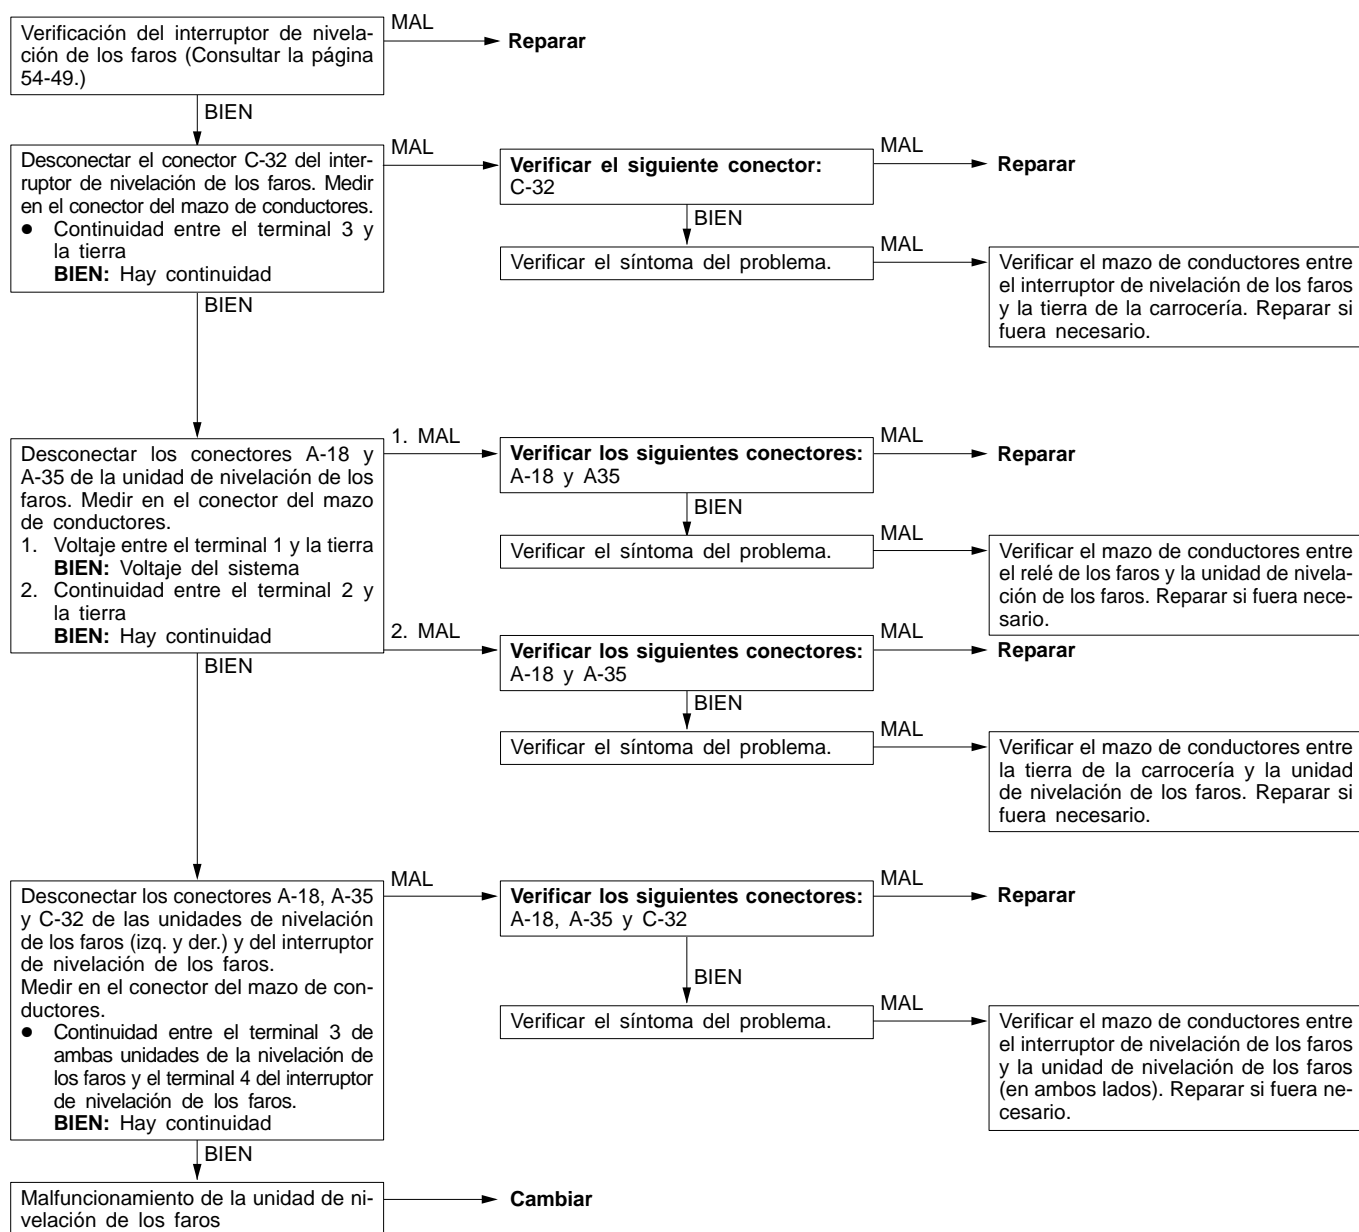 Verificación del interruptor de nivela-
ción de los faros (Consultar la página
54-49.)
MAL
Reparar
BIEN
Desconectar el conector C-32 del inter-
ruptor de nivelación de los faros. Medir
en el conector del mazo de conductores.
● Continuidad entre el terminal 3 y
la tierra
BIEN: Hay continuidad
MAL
Verificar el siguiente conector:
C-32
MAL
Reparar
BIEN
Verificar el síntoma del problema.
MAL
Verificar el mazo de conductores entre
el interruptor de nivelación de los faros
y la tierra de la carrocería. Reparar si
fuera necesario.
BIEN
Desconectar los conectores A-18 y
A-35 de la unidad de nivelación de los
faros. Medir en el conector del mazo
de conductores.
1. Voltaje entre el terminal 1 y la tierra
BIEN: Voltaje del sistema
2. Continuidad entre el terminal 2 y
la tierra
BIEN: Hay continuidad
1. MAL
Verificar los siguientes conectores:
A-18 y A35
MAL
Reparar
BIEN
Verificar el síntoma del problema.
MAL
Verificar el mazo de conductores entre
el relé de los faros y la unidad de nivela-
ción de los faros. Reparar si fuera nece-
sario.
2. MAL
Verificar los siguientes conectores:
A-18 y A-35
MAL
Reparar
BIEN
Verificar el síntoma del problema.
MAL
Verificar el mazo de conductores entre
la tierra de la carrocería y la unidad
de nivelación de los faros. Reparar si
fuera necesario.
BIEN
Desconectar los conectores A-18, A-35
y C-32 de las unidades de nivelación
de los faros (izq. y der.) y del interruptor
de nivelación de los faros.
Medir en el conector del mazo de con-
ductores.
● Continuidad entre el terminal 3 de
ambas unidades de la nivelación de
los faros y el terminal 4 del interruptor
de nivelación de los faros.
BIEN: Hay continuidad
MAL
Verificar los siguientes conectores:
A-18, A-35 y C-32
MAL
Reparar
BIEN
Verificar el síntoma del problema.
MAL
Verificar el mazo de conductores entre
el interruptor de nivelación de los faros
y la unidad de nivelación de los faros
(en ambos lados). Reparar si fuera ne-
cesario.
BIEN
Malfuncionamiento de la unidad de ni-
velación de los faros
Cambiar